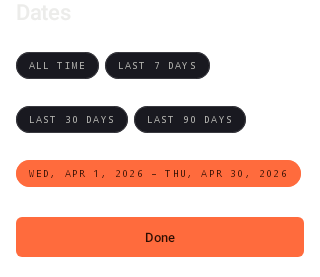 Dates
ALL TIME LAST 7 DAYS
LAST 30 DAYS LAST 90 DAYS
WED, APR 1, 2026 – THU, APR 30, 2026
Done